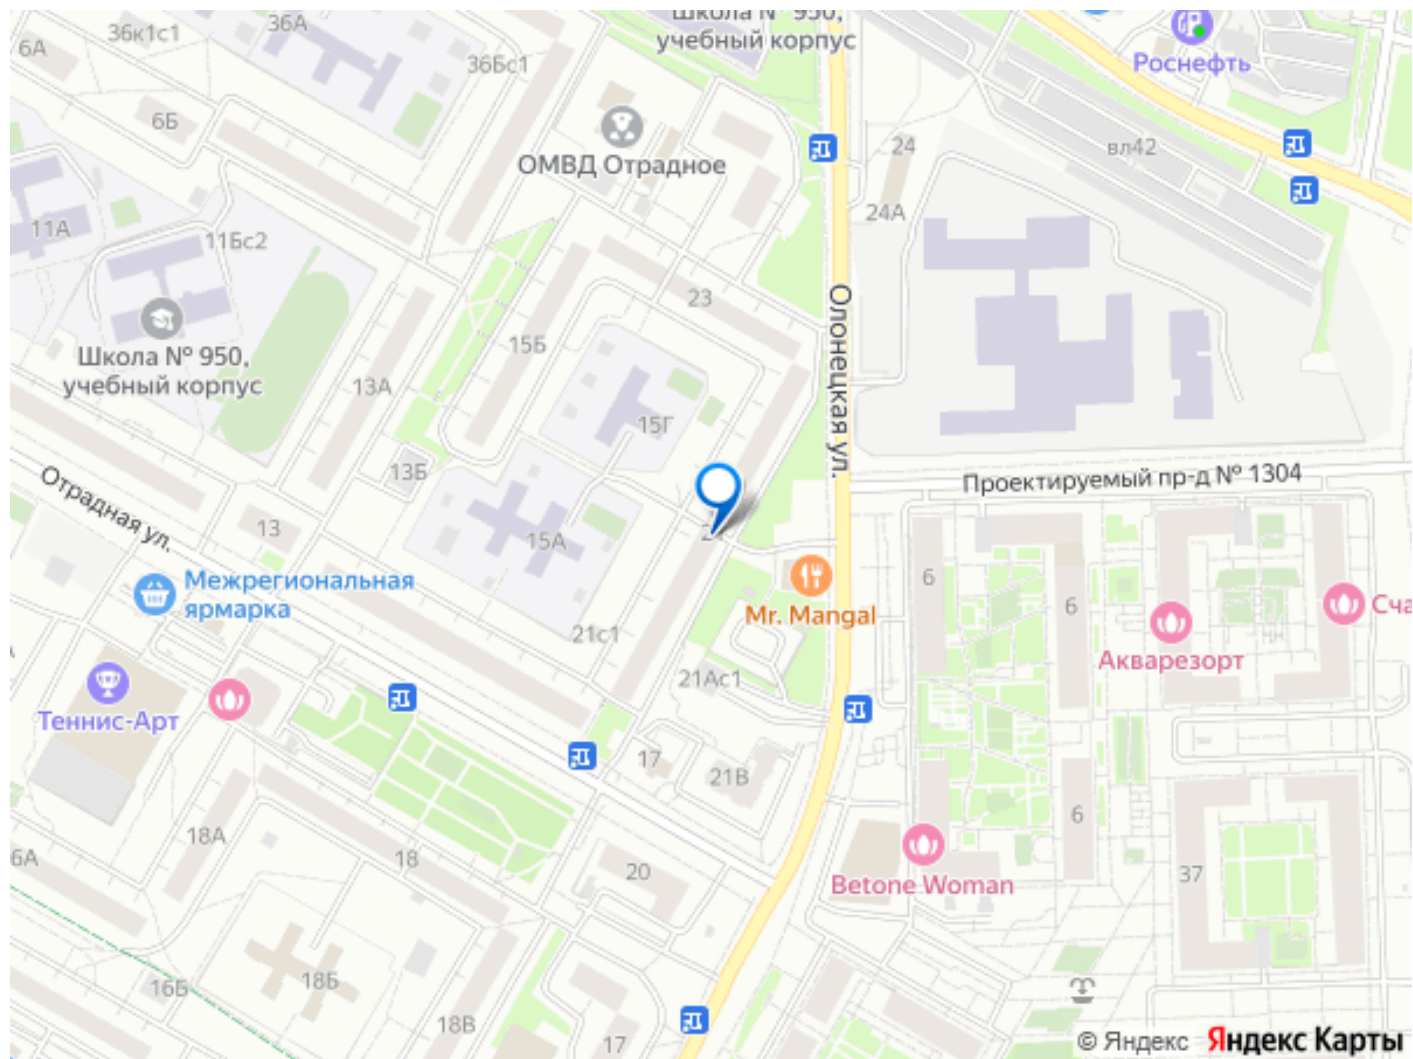 Школа № 950,
учебный корпус
36А
36к1с1
6А
36Бс1
Роснефть
6Б
ОМВД Отрадное
24
вл42
24А
11А
11Бс2
23
Олонецкая ул.
15Б
Школа № 950,
учебный корпус
13А
15Г
13Б
Проектируемый пр-д № 1304
Отрадная ул.
13
15А
Межрегиональная
ярмарка
6
6
Mr. Mangal
21с1
Акварезорт
21Ас1
Теннис-Арт
17
21В
18А
6
18
20
37
Betone Woman
18Б
16Б
18В
17
© Яндекс Яндекс Карты